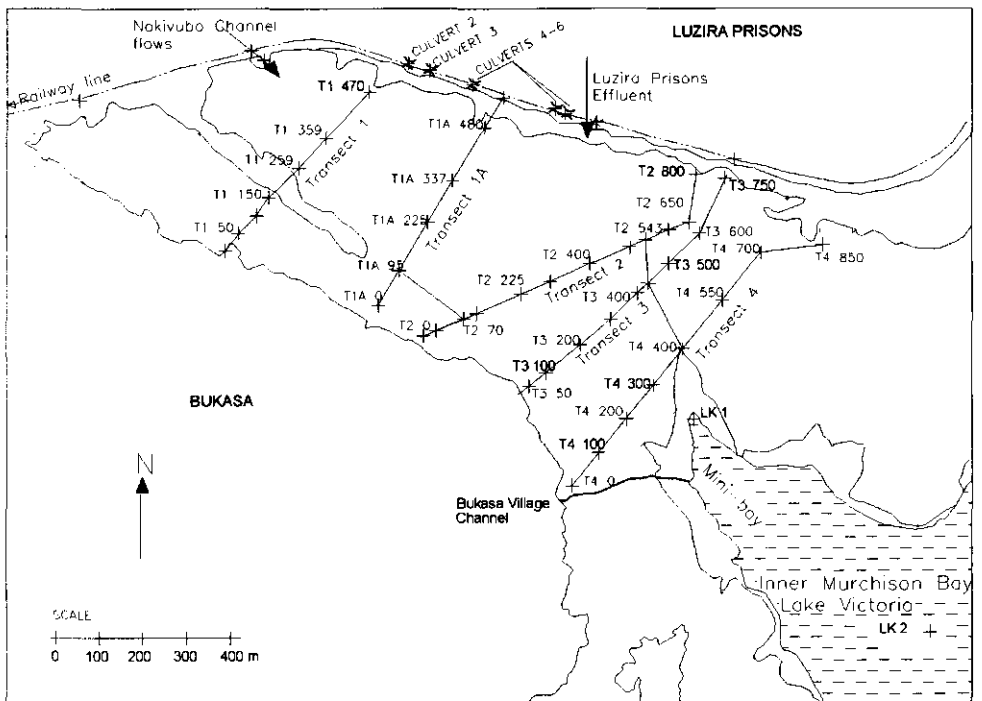 Nakivubo Channel
flows
LUZIRA PRISONS
CULVERT 2
CULVERT 3
CULVERTS 4-6
Luzira Prisons
Effluent
Railway line
T1 470
T1 359
T1 259
T1 150
T1 50
Transect 1
T1A 480
T1A 337
T1A 225
T1A 95
T1A 0
Transect 1A
T2 800
T2 650
T2 543
T2 400
T2 225
T2 70
T2 0
Transect 2
T3 750
T3 600
T3 500
T3 400
T3 200
T3 100
T3 50
Transect 3
T4 850
T4 700
T4 550
T4 400
T4 300
T4 200
T4 100
T4 0
Transect 4
BUKASA
LK1
Mini-bay
N
Bukasa Village
Channel
Inner Murchison Bay
Lake Victoria
LK2
SCALE
0 100 200 300 400 m